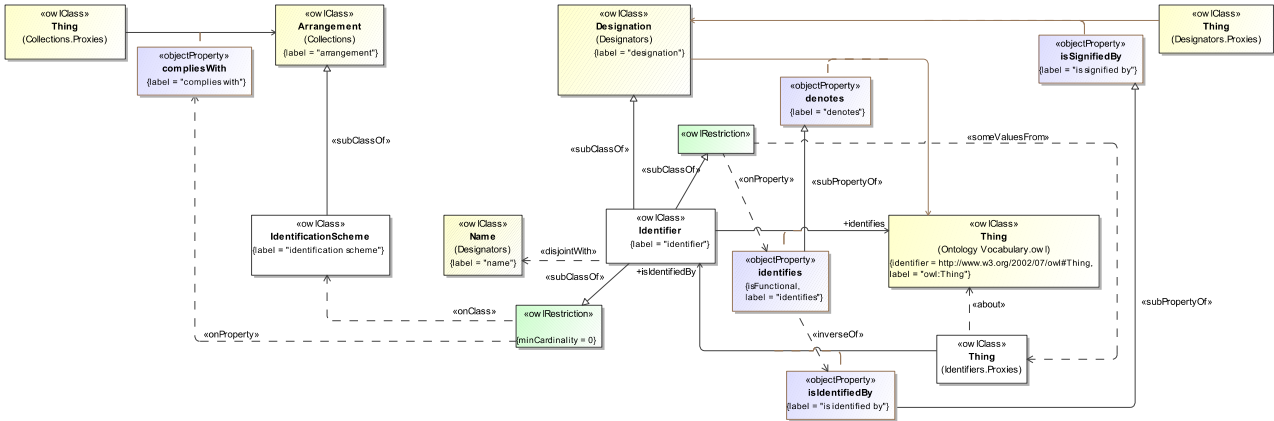 «owlClass»
Thing
(Collections.Proxies)
«owlClass»
Arrangement
(Collections)
{label = "arrangement"}
«objectProperty»
compliesWith
{label = "complies with"}
«owlClass»
Designation
(Designators)
{label = "designation"}
«owlClass»
Thing
(Designators.Proxies)
«objectProperty»
isSignifiedBy
{label = "is signified by"}
«objectProperty»
denotes
{label = "denotes"}
«owlRestriction»
«someValuesFrom»
«subClassOf»
«subClassOf»
«subClassOf»
«onProperty»
«subPropertyOf»
«owlClass»
IdentificationScheme
{label = "identification scheme"}
«owlClass»
Name
(Designators)
{label = "name"}
«disjointWith»
«owlClass»
Identifier
{label = "identifier"}
+identifies
«owlClass»
Thing
(Ontology Vocabulary.owl)
{identifier = http://www.w3.org/2002/07/owl#Thing,
label = "owl:Thing"}
«subClassOf»
+isIdentifiedBy
«objectProperty»
identifies
{isFunctional,
label = "identifies"}
«about»
«subPropertyOf»
«onClass»
«owlRestriction»
{minCardinality = 0}
«onProperty»
«inverseOf»
«owlClass»
Thing
(Identifiers.Proxies)
«objectProperty»
isIdentifiedBy
{label = "is identified by"}